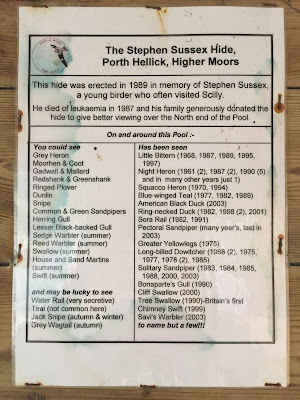 The Stephen Sussex Hide,
Porth Hellick, Higher Moors
This hide was erected in 1989 in memory of Stephen Sussex,
a young birder who often visited Scilly.
He died of leukaemia in 1987 and his family generously donated the
hide to give better viewing over the North end of the Pool.
On and around this Pool :-
You could see
Grey Heron
Moorhen & Coot
Gadwall & Mallard
Redshank & Greenshank
Ringed Plover
Dunlin
Snipe
Common & Green Sandpipers
Herring Gull
Lesser Black-backed Gull
Sedge Warbler (summer)
Reed Warbler (summer)
Swallow (summer)
House and Sand Martins
(summer)
Swift (summer)
and may be lucky to see
Water Rail (very secretive)
Teal (not common here)
Jack Snipe (autumn & winter)
Grey Wagtail (autumn)
Has been seen
Little Bittern (1968, 1987, 1989, 1995,
1997)
Night Heron (1961 (2), 1987 (2), 1990 (5)
and in many other years just 1)
Squacco Heron (1970, 1994)
Blue-winged Teal (1977, 1982, 1989)
American Black Duck (2003)
Ring-necked Duck (1982, 1998 (2), 2001)
Sora Rail (1982, 1991)
Pectoral Sandpiper (many year's, last in
2003)
Greater Yellowlegs (1975)
Long-billed Dowitcher (1968 (2), 1975,
1977, 1978 (2), 1985)
Solitary Sandpiper (1983, 1984, 1985,
1988, 2000, 2003)
Bonaparte's Gull (1990)
Cliff Swallow (2000)
Tree Swallow (1990)-Britain's first
Chimney Swift (1999)
Savi's Warbler (2003)
to name but a few!!!